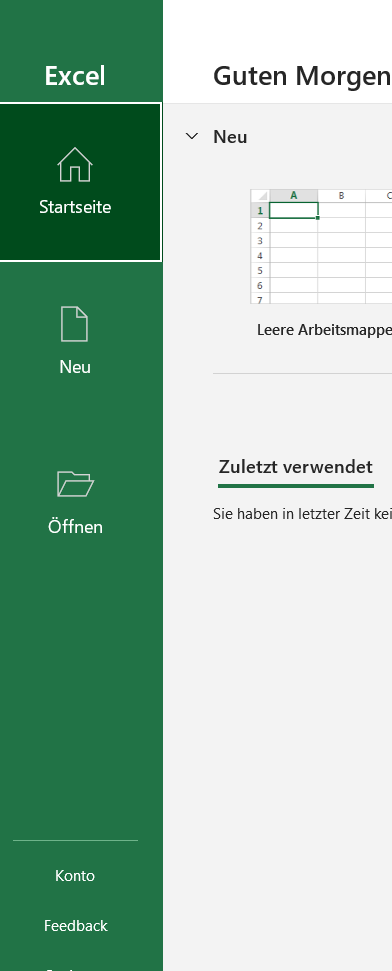 Excel
Startseite
Neu
Öffnen
Konto
Feedback
Guten Morgen
Neu
A B
1
2
3
4
5
6
7
Leere Arbeitsmappe
Zuletzt verwendet
Sie haben in letzter Zeit kei